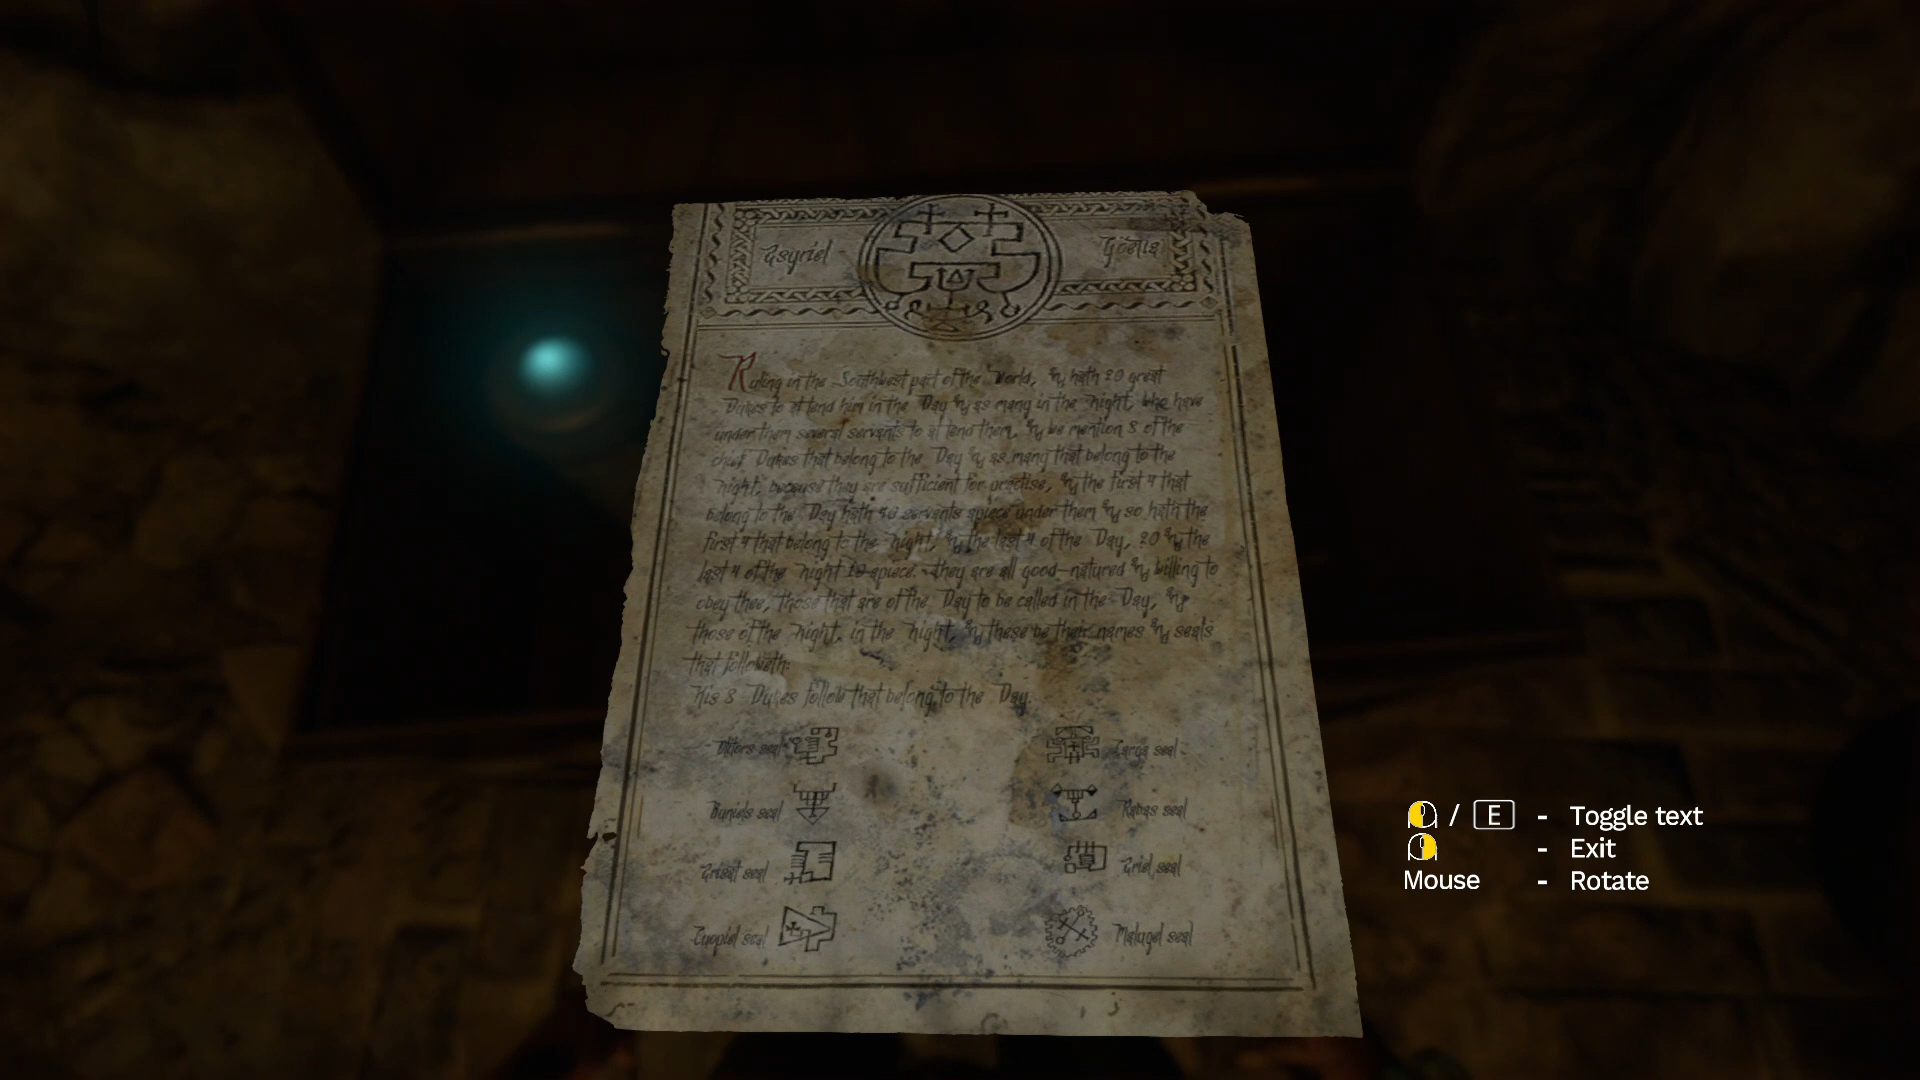 Asyriel
Goetia
Ruling in the Southwest part of the World, & hath 20 great
Dukes to attend him in the Day & as many in the Night, who have
under them several servants to attend them, & we mention 8 of the
chief Dukes that belong to the Day & as many that belong to the
Night, because they are sufficient for practise, & the first 4 that
belong to the Day hath 40 servants apiece under them & so hath the
first 4 that belong to the Night, & the last 4 of the Day, 20 & the
last 4 of the Night 10 apiece. they are all good-natured & willing to
obey thee, those that are of the Day to be called in the Day, &
those of the Night, in the Night, & these be their names & seals
that followeth:
His 8 Dukes follow that belong to the Day.
seal
seal
seal
Rabas seal
seal
Ariel seal
Cuopiel seal
Malugel seal
/ E - Toggle text
- Exit
Mouse - Rotate